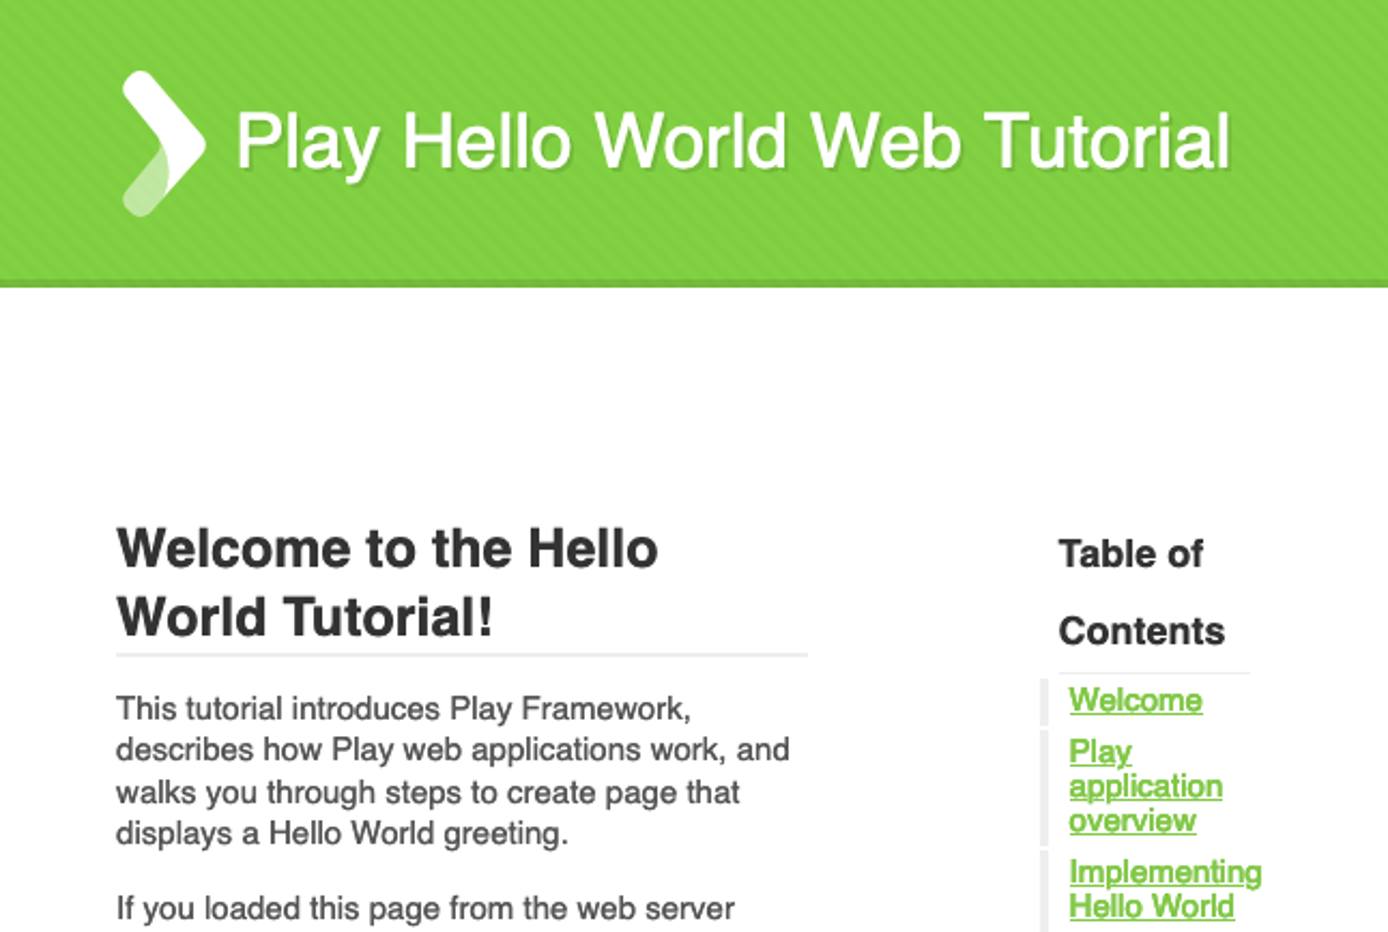 Play Hello World Web Tutorial
Welcome to the Hello
World Tutorial!
This tutorial introduces Play Framework,
describes how Play web applications work, and
walks you through steps to create page that
displays a Hello World greeting.
If you loaded this page from the web server
Table of
Contents
Welcome
Play
application
overview
Implementing
Hello World